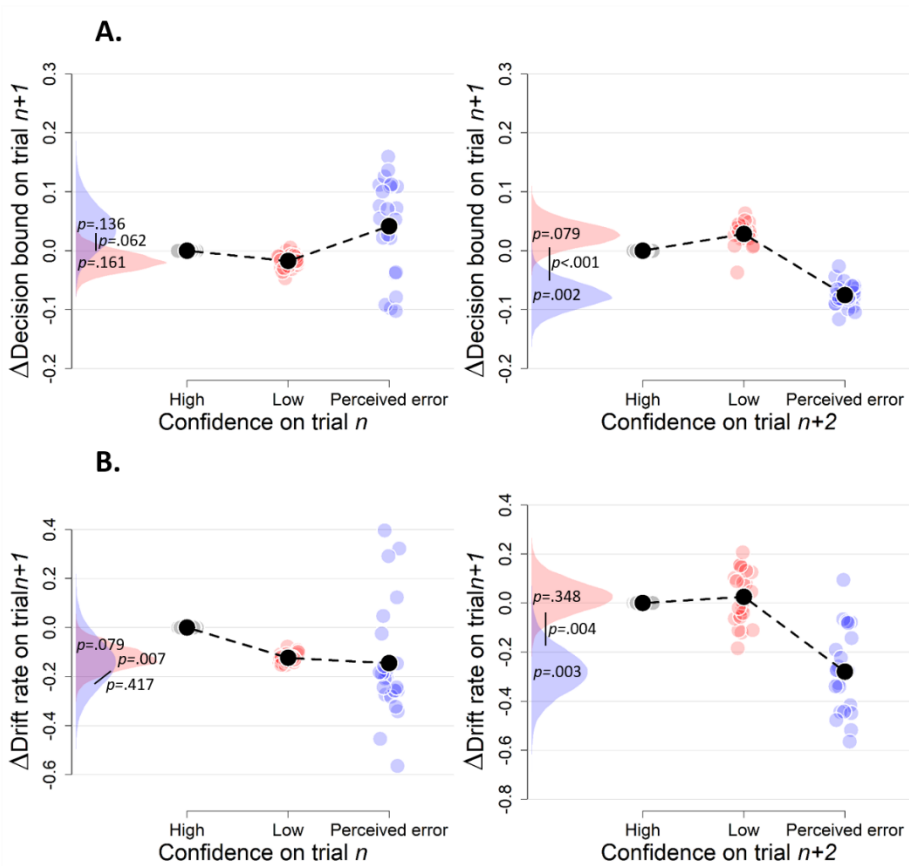 A.
ΔDecision bound on trial n+1
0.3
0.2
0.1
0.0
-0.1
-0.2
p=.136
p=.062
p=.161
High
Low
Perceived error
Confidence on trial n
ΔDecision bound on trial n+1
0.3
0.2
0.1
0.0
-0.1
-0.2
p=.079
p<.001
p=.002
High
Low
Perceived error
Confidence on trial n+2
B.
ΔDrift rate on trialn+1
0.4
0.2
0.0
-0.2
-0.4
-0.6
p=.079
p=.007
p=.417
High
Low
Perceived error
Confidence on trial n
ΔDrift rate on trialn+1
0.4
0.2
0.0
-0.2
-0.4
-0.6
-0.8
p=.348
p=.004
p=.003
High
Low
Perceived error
Confidence on trial n+2